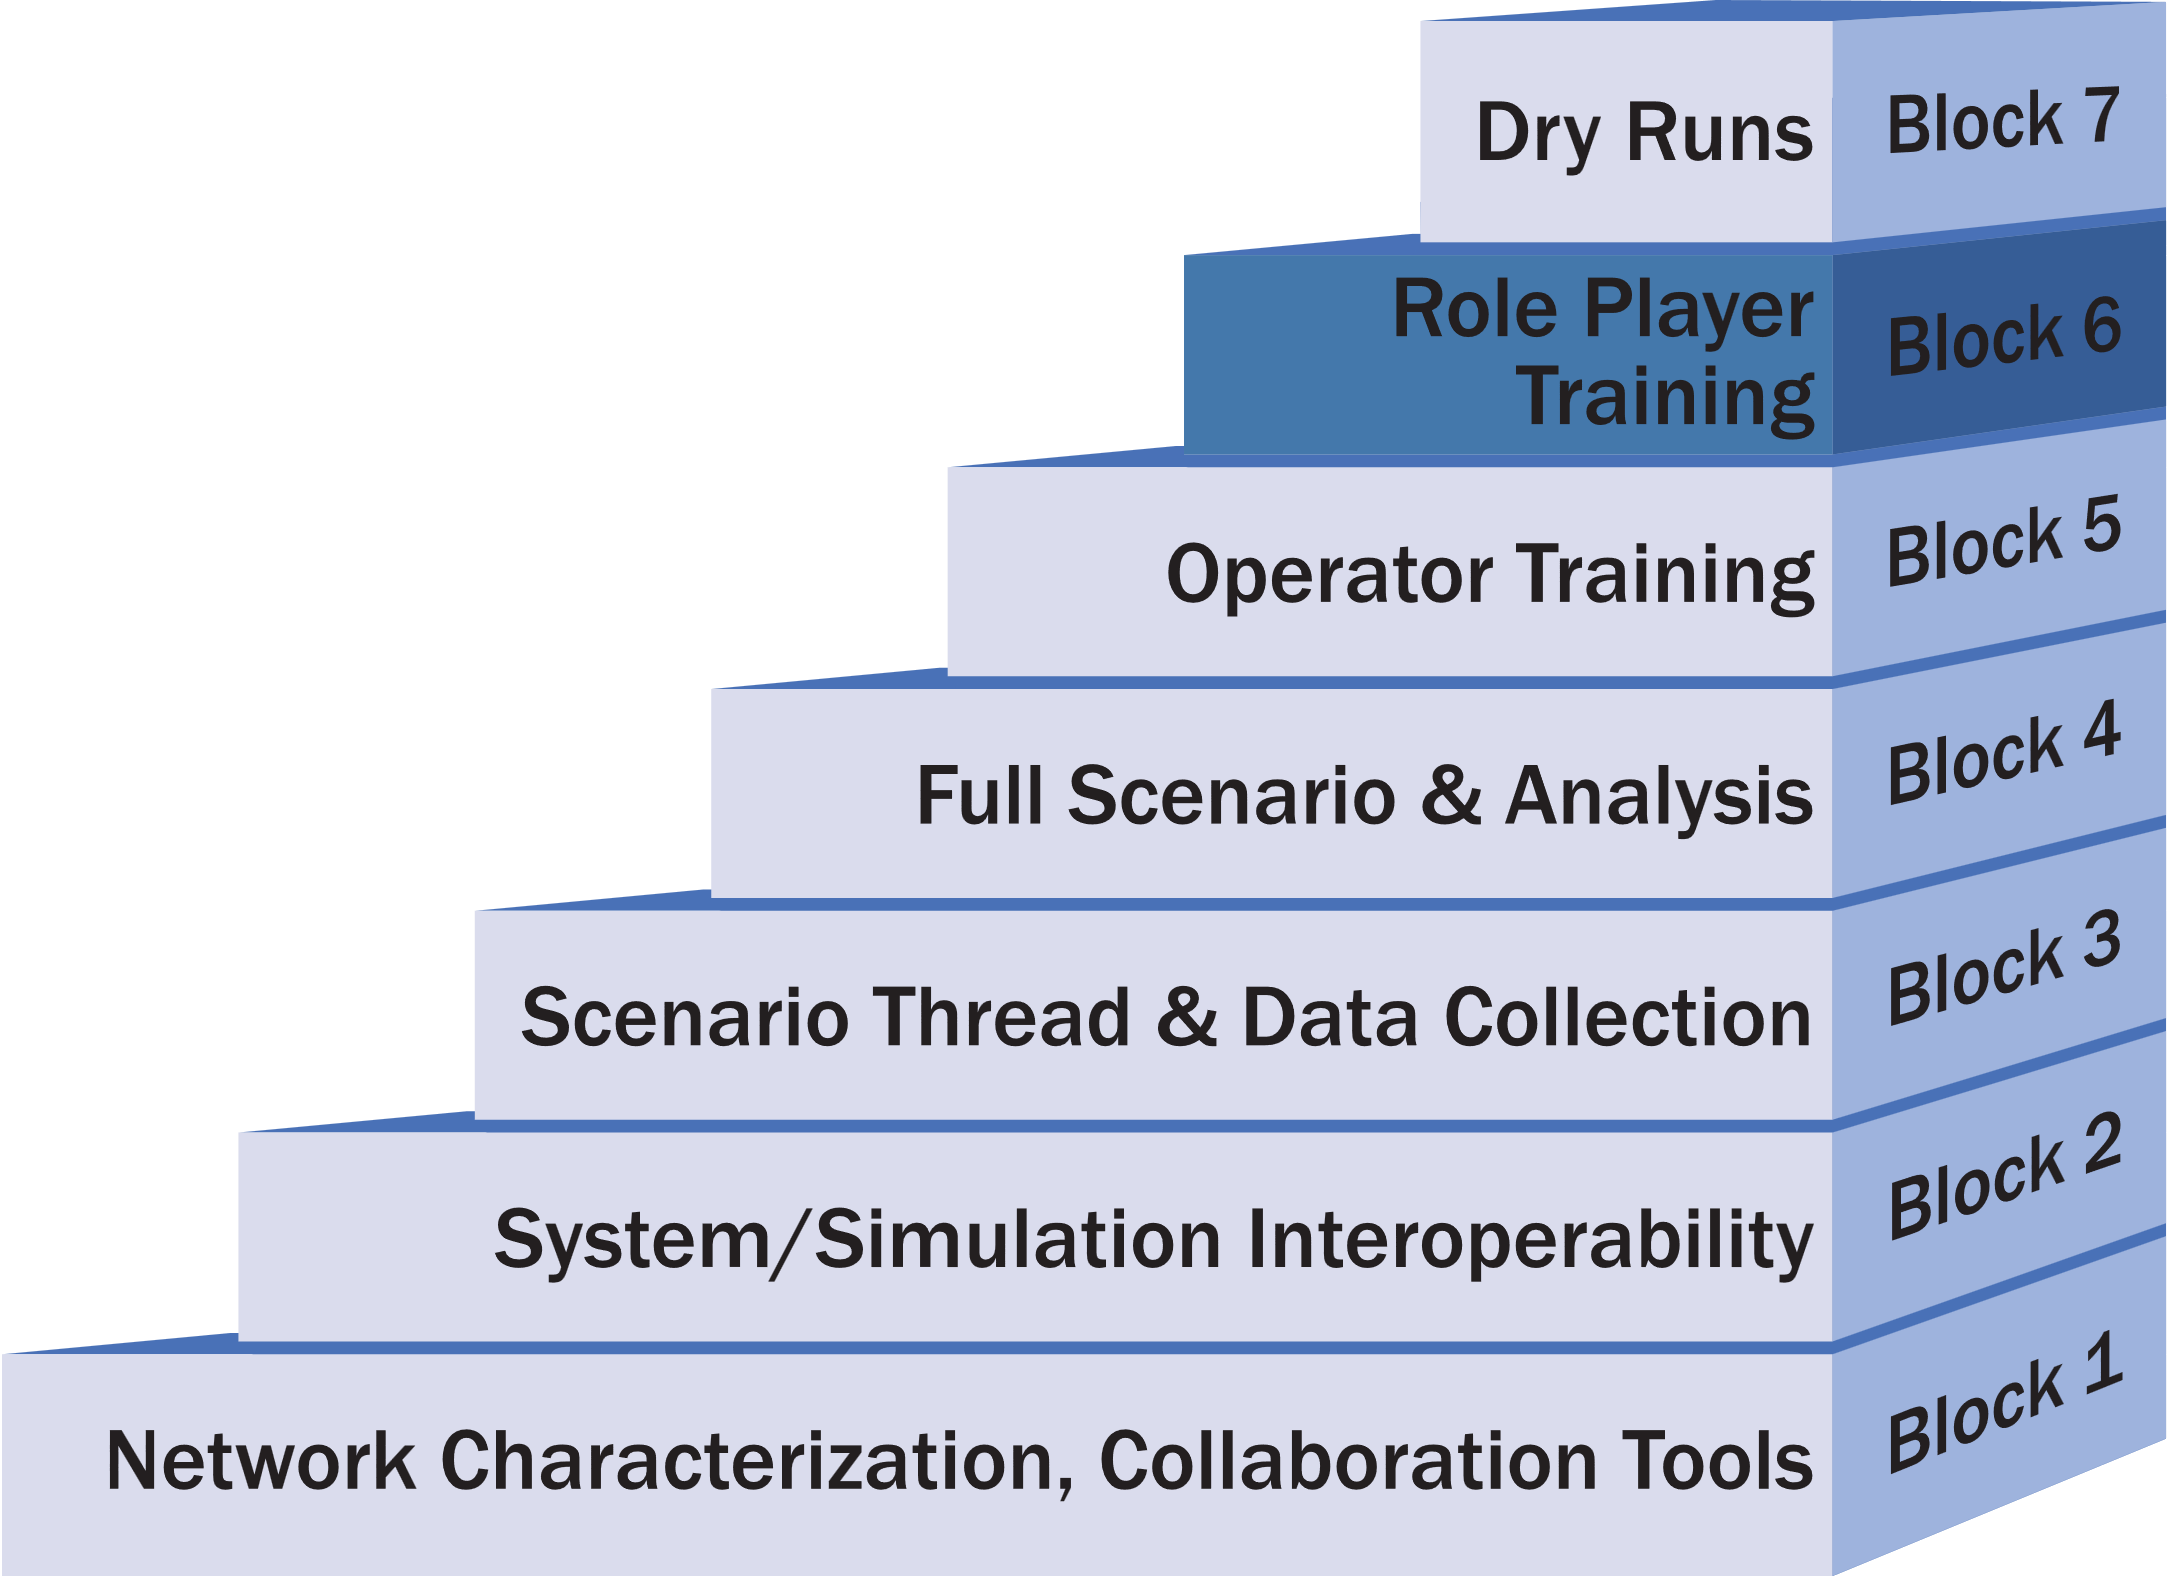 Dry Runs
Block 7
Role Player
Training
Block 6
Operator Training
Block 5
Full Scenario & Analysis
Block 4
Scenario Thread & Data Collection
Block 3
System/Simulation Interoperability
Block 2
Network Characterization, Collaboration Tools
Block 1